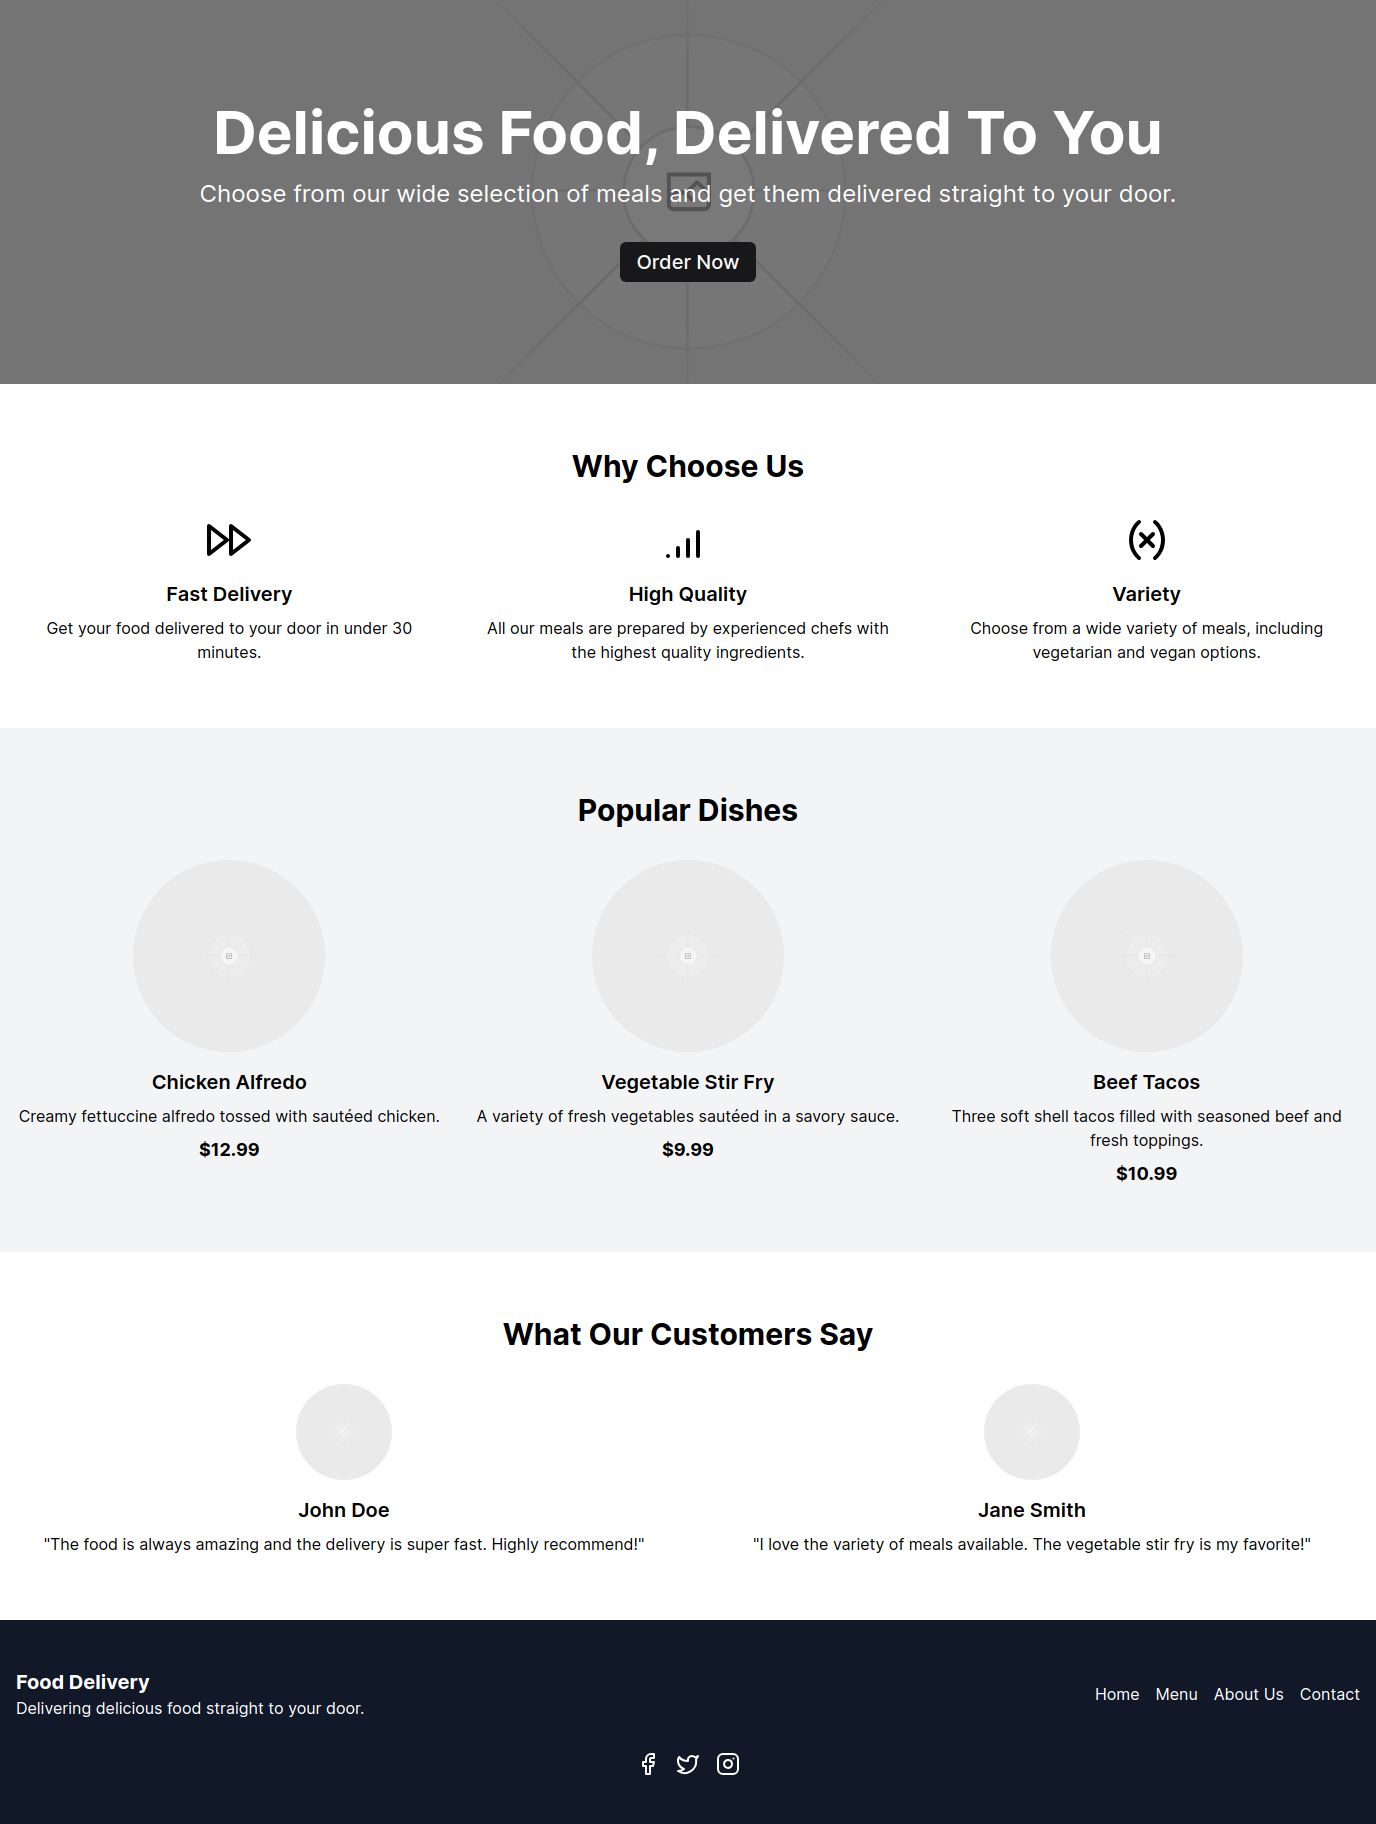 Delicious Food, Delivered To You
Choose from our wide selection of meals and get them delivered straight to your door.
Order Now
Why Choose Us
Fast Delivery
Get your food delivered to your door in under 30
minutes.
High Quality
All our meals are prepared by experienced chefs with
the highest quality ingredients.
Variety
Choose from a wide variety of meals, including
vegetarian and vegan options.
Popular Dishes
Chicken Alfredo
Creamy fettuccine alfredo tossed with sautéed chicken.
$12.99
Vegetable Stir Fry
A variety of fresh vegetables sautéed in a savory sauce.
$9.99
Beef Tacos
Three soft shell tacos filled with seasoned beef and
fresh toppings.
$10.99
What Our Customers Say
John Doe
"The food is always amazing and the delivery is super fast. Highly recommend!"
Jane Smith
"I love the variety of meals available. The vegetable stir fry is my favorite!"
Food Delivery
Delivering delicious food straight to your door.
Home Menu About Us Contact